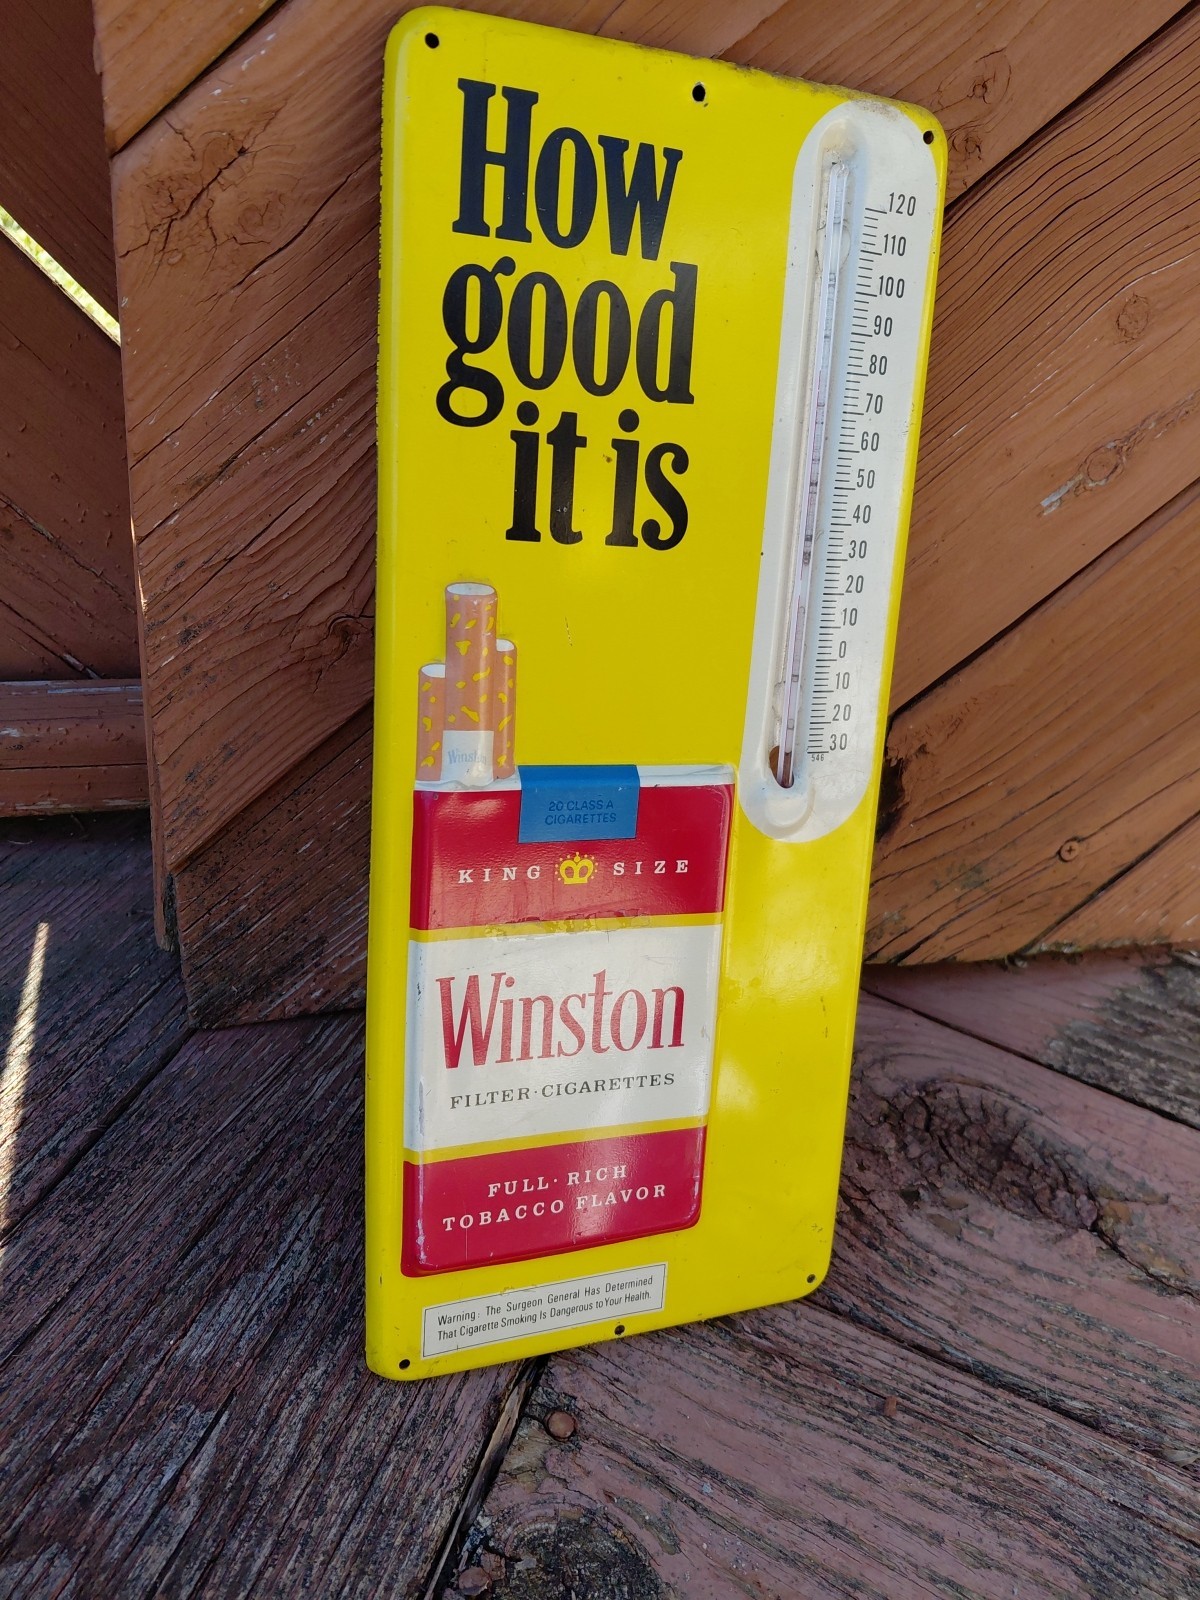 How
good
it is
120
110
100
90
80
70
60
50
40
30
20
10
0
10
20
30
546
Winston
20 CLASS A
CIGARETTES
KING SIZE
Winston
FILTER·CIGARETTES
FULL·RICH
TOBACCO FLAVOR
Warning: The Surgeon General Has Determined
That Cigarette Smoking Is Dangerous to Your Health.